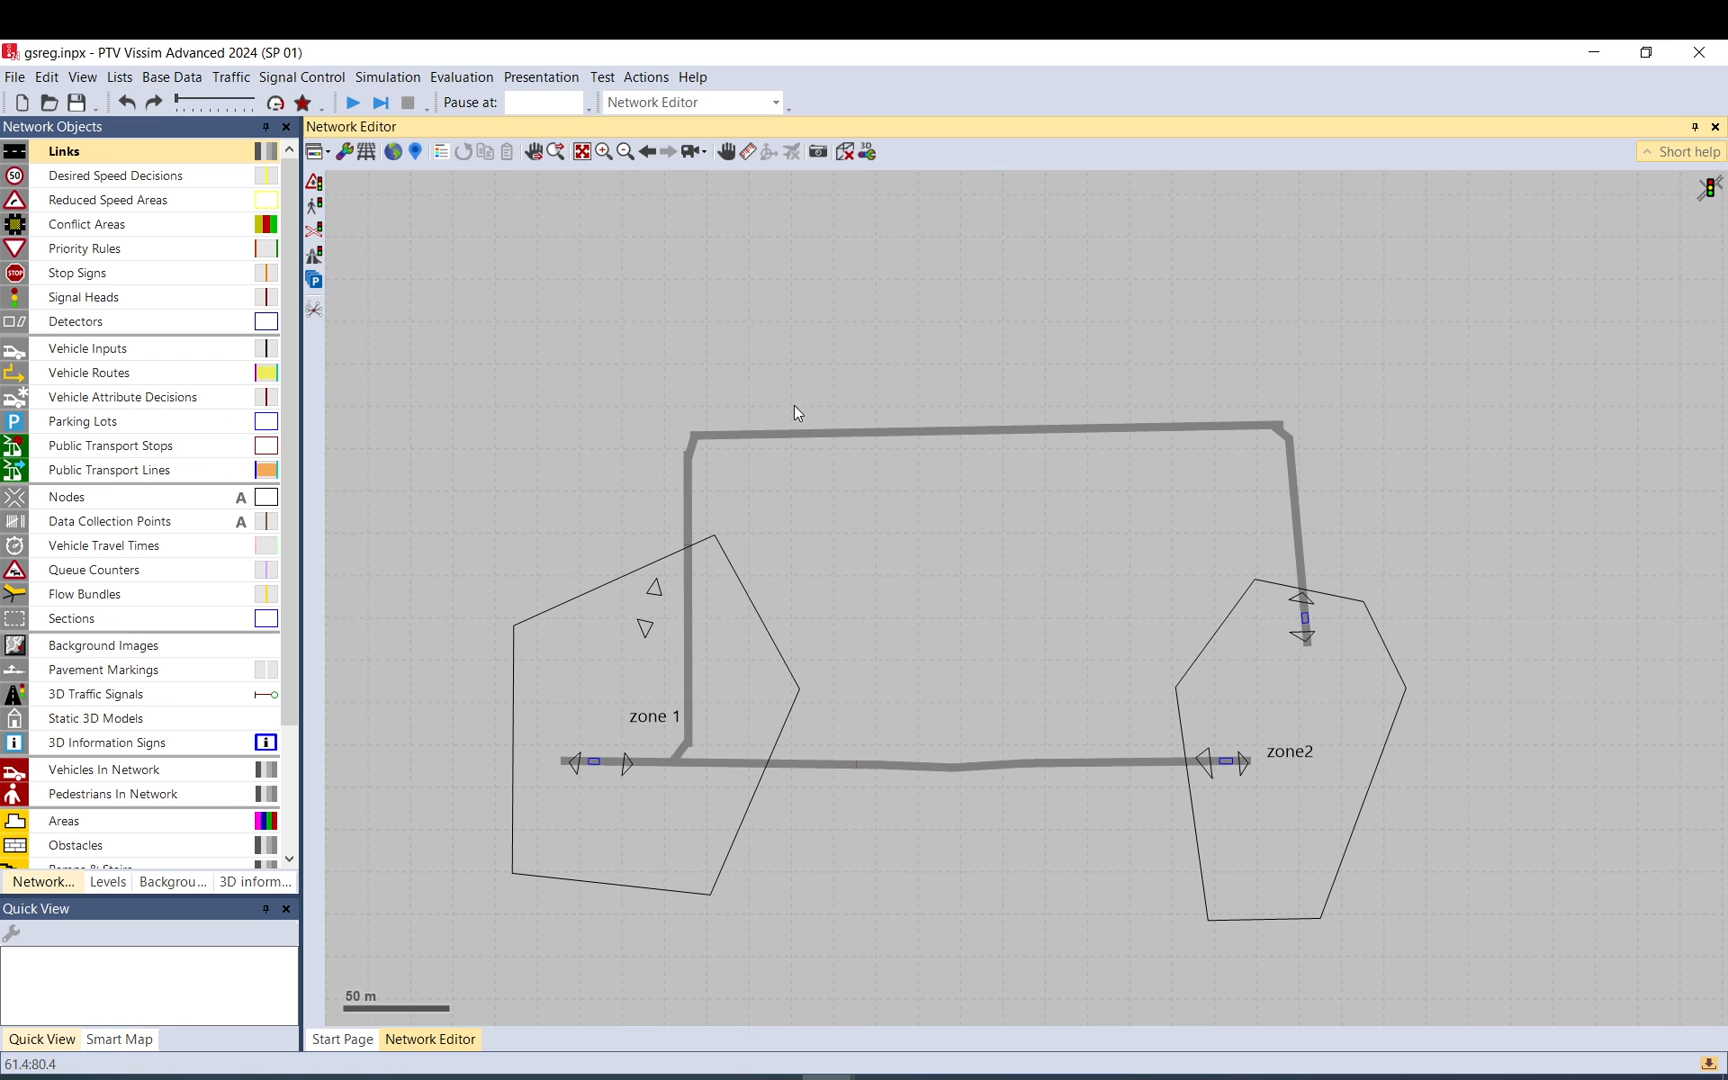 gsreg.inpx - PTV Vissim Advanced 2024 (SP 01)
File Edit View Lists Base Data Traffic Signal Control Simulation Evaluation Presentation Test Actions Help
Pause at: Network Editor
Network Objects
Network Editor
Links
Short help
50 Desired Speed Decisions
Reduced Speed Areas
Conflict Areas
Priority Rules
STOP Stop Signs
Signal Heads
Detectors
Vehicle Inputs
Vehicle Routes
Vehicle Attribute Decisions
P Parking Lots
Public Transport Stops
Public Transport Lines
Nodes A
Data Collection Points A
Vehicle Travel Times
Queue Counters
Flow Bundles
Sections
Background Images
Pavement Markings
3D Traffic Signals
Static 3D Models
i 3D Information Signs i
Vehicles In Network
Pedestrians In Network
Areas
Obstacles
3D
P
zone 1
zone2
50 m
Network... Levels Backgrou... 3D inform...
Quick View
Quick View Smart Map
Start Page Network Editor
61.4:80.4